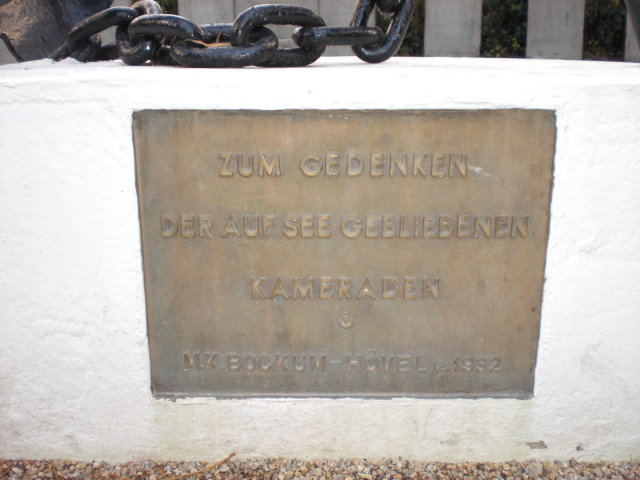 ZUM GEDENKEN
DER AUF SEE GEBLIEBENEN
KAMERADEN
M.K. BOCKUM-HÖVEL v. 1932